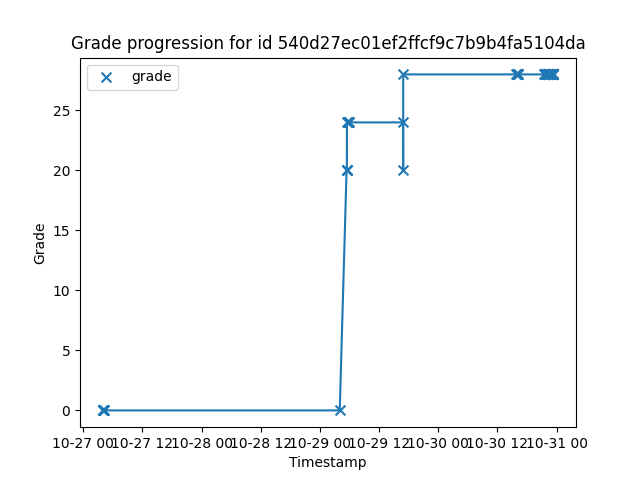 Grade progression for id 540d27ec01ef2ffcf9c7b9b4fa5104da
grade
25
20
15
10
5
0
Grade
10-27 00 10-27 12 10-28 00 10-28 12 10-29 00 10-29 12 10-30 00 10-30 12 10-31 00
Timestamp